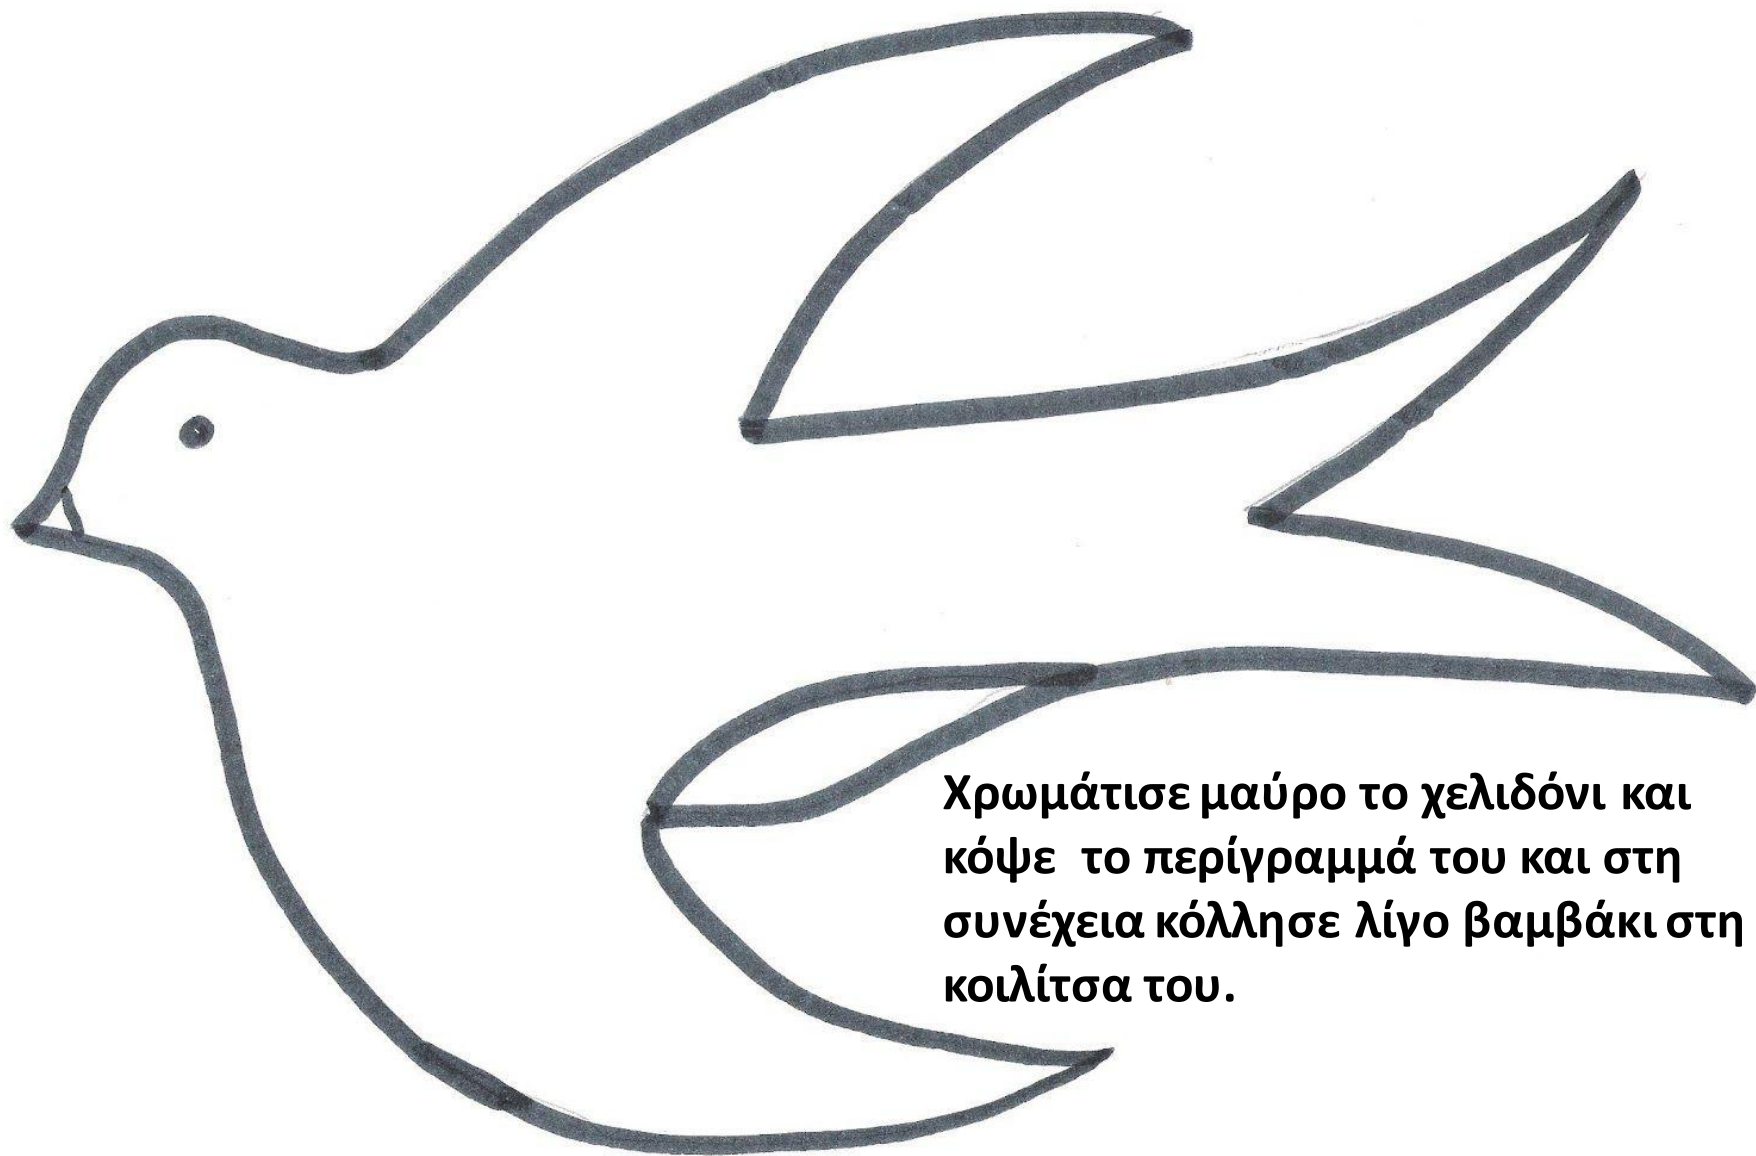 Χρωμάτισε μαύρο το χελιδόνι και
κόψε  το περίγραμμά του και στη
συνέχεια κόλλησε λίγο βαμβάκι στη
κοιλίτσα του.